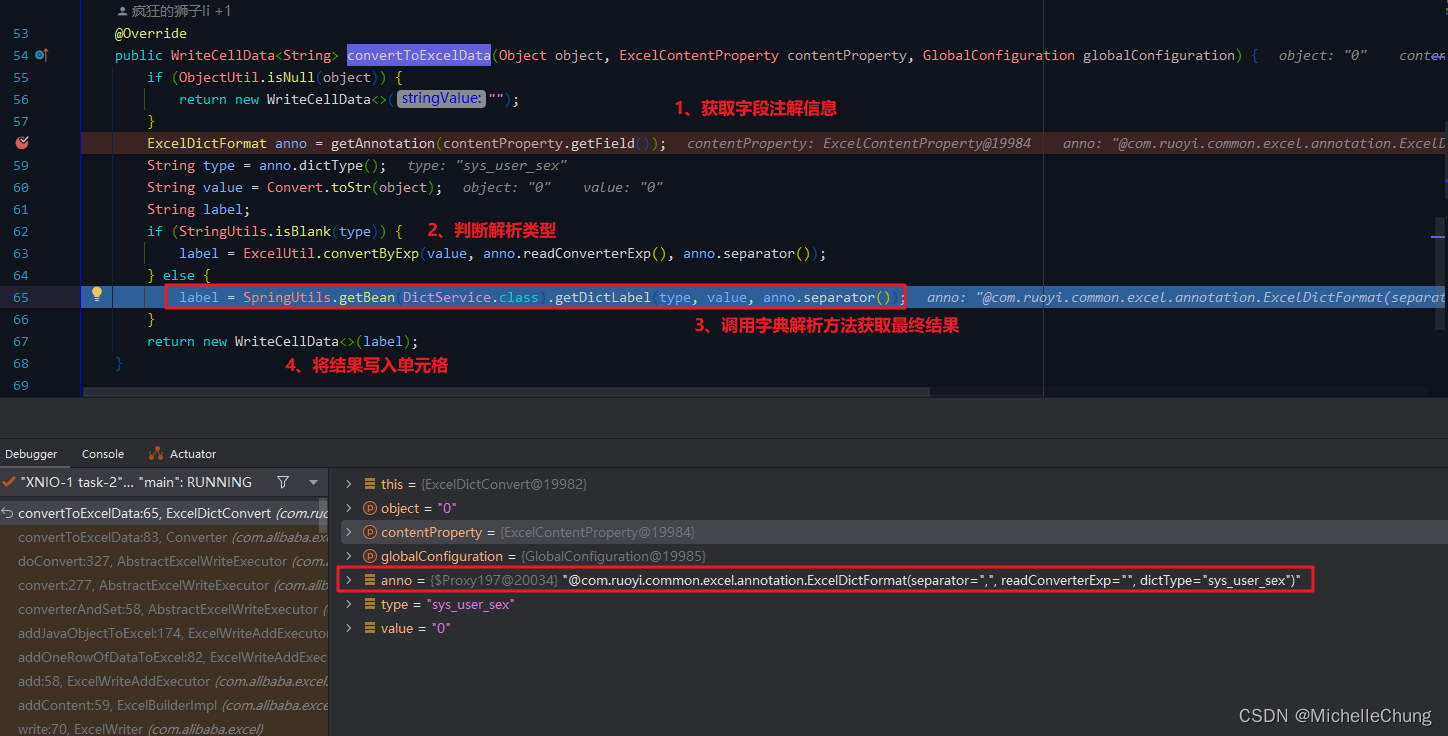 疯狂的狮子li +1
53 @Override
54 public WriteCellData<String> convertToExcelData(Object object, ExcelContentProperty contentProperty, GlobalConfiguration globalConfiguration) { object: "0" conten
55 if (ObjectUtil.isNull(object)) {
56 return new WriteCellData<>( stringValue: "");
1、获取字段注解信息
57 }
ExcelDictFormat anno = getAnnotation(contentProperty.getField()); contentProperty: ExcelContentProperty@19984 anno: "@com.ruoyi.common.excel.annotation.ExcelD
59 String type = anno.dictType(); type: "sys_user_sex"
60 String value = Convert.toStr(object); object: "0" value: "0"
61 String label;
62 if (StringUtils.isBlank(type)) { 2、判断解析类型
63 label = ExcelUtil.convertByExp(value, anno.readConverterExp(), anno.separator());
64 } else {
65 label = SpringUtils.getBean(DictService.class).getDictLabel(type, value, anno.separator()); anno: "@com.ruoyi.common.excel.annotation.ExcelDictFormat(separat
66 }
3、调用字典解析方法获取最终结果
67 return new WriteCellData<>(label);
68 }
4、将结果写入单元格
69
Debugger Console Actuator
"XNIO-1 task-2"... "main": RUNNING
convertToExcelData:65, ExcelDictConvert (com.ruo
convertToExcelData:83, Converter (com.alibaba.ex
doConvert:327, AbstractExcelWriteExecutor
convert:277, AbstractExcelWriteExecutor
converterAndSet:58, AbstractExcelWriteExecutor
addJavaObjectToExcel:174, ExcelWriteAddExecutor
addOneRowOfDataToExcel:82, ExcelWriteAddExec
add:58, ExcelWriteAddExecutor (com.alibaba.excel.
addContent:59, ExcelBuilderImpl (com.alibaba.exce
write:70, ExcelWriter (com.alibaba.excel)
this = {ExcelDictConvert@19982}
object = "0"
contentProperty = {ExcelContentProperty@19984}
globalConfiguration = {GlobalConfiguration@19985}
anno = {$Proxy197@20034} "@com.ruoyi.common.excel.annotation.ExcelDictFormat(separator=",", readConverterExp="", dictType="sys_user_sex")"
type = "sys_user_sex"
value = "0"
CSDN @MichelleChung